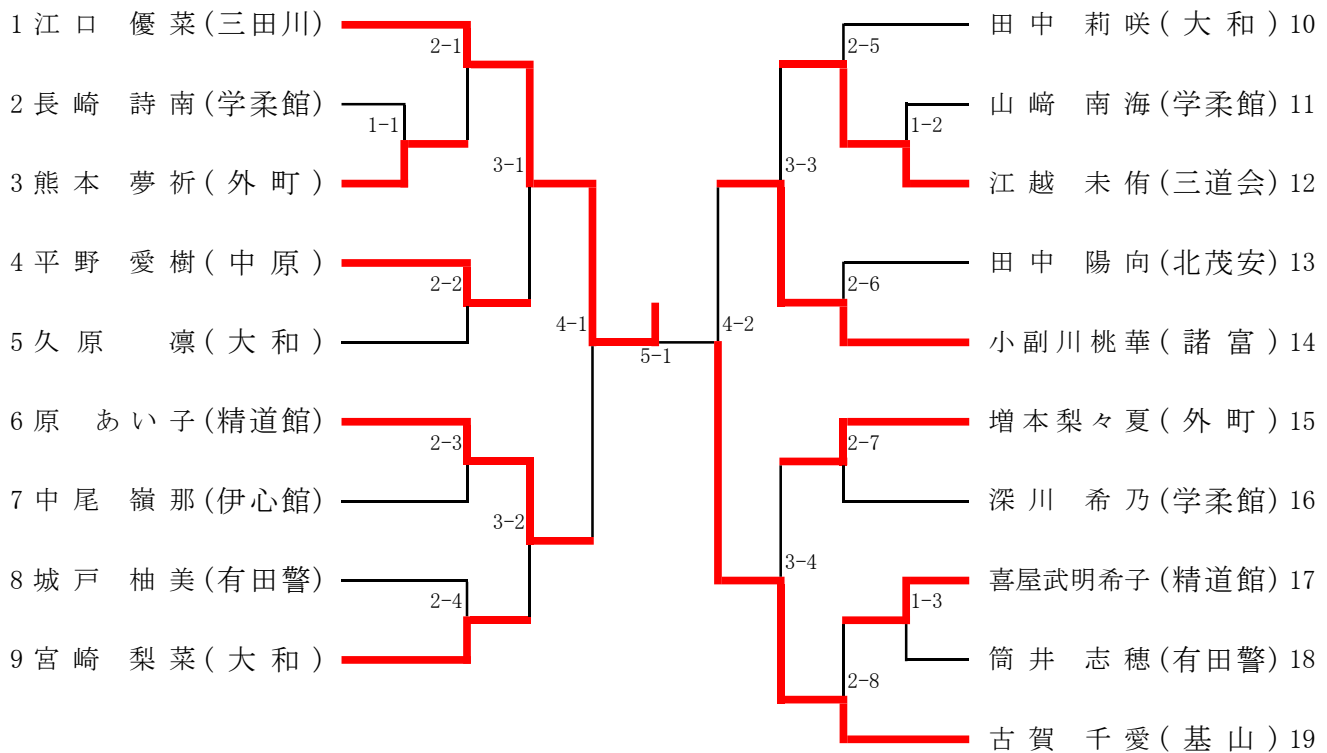 1 江口 優菜(三田川)
2-1
2 長崎 詩南(学柔館)
1-1
3 熊本 夢祈(外町)
3-1
4 平野 愛樹(中原)
2-2
5 久原 凛(大和)
4-1
6 原 あい子(精道館)
2-3
7 中尾 嶺那(伊心館)
3-2
8 城戸 柚美(有田警)
2-4
9 宮崎 梨菜(大和)
5-1
田中 莉咲(大和) 10
2-5
山﨑 南海(学柔館) 11
1-2
江越 未侑(三道会) 12
3-3
田中 陽向(北茂安) 13
2-6
小副川桃華(諸富) 14
4-2
増本梨々夏(外町) 15
2-7
深川 希乃(学柔館) 16
3-4
喜屋武明希子(精道館) 17
1-3
筒井 志穂(有田警) 18
2-8
古賀 千愛(基山) 19